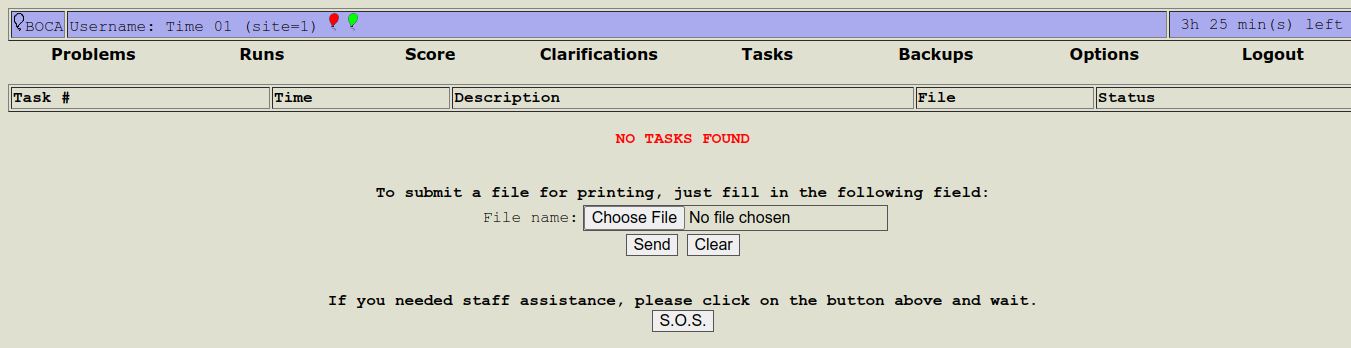 BOCA Username: Time 01 (site=1) 3h 25 min(s) left
Problems Runs Score Clarifications Tasks Backups Options Logout
Task # Time Description File Status
NO TASKS FOUND
To submit a file for printing, just fill in the following field:
File name: Choose File No file chosen
Send Clear
If you needed staff assistance, please click on the button above and wait.
S.O.S.